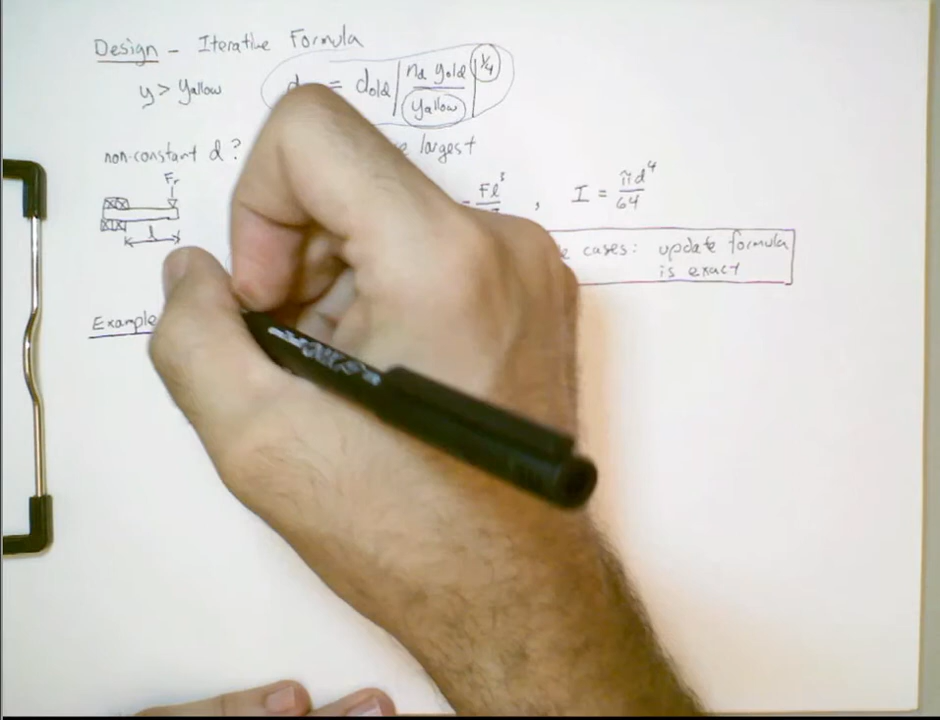 Design - Iterative Formula
y > yallow d = dold | nd yold / yallow |^1/4
non-constant d? largest
Fr
= Fl³ , I = πd⁴/64
l
cases: update formula
is exact
Example